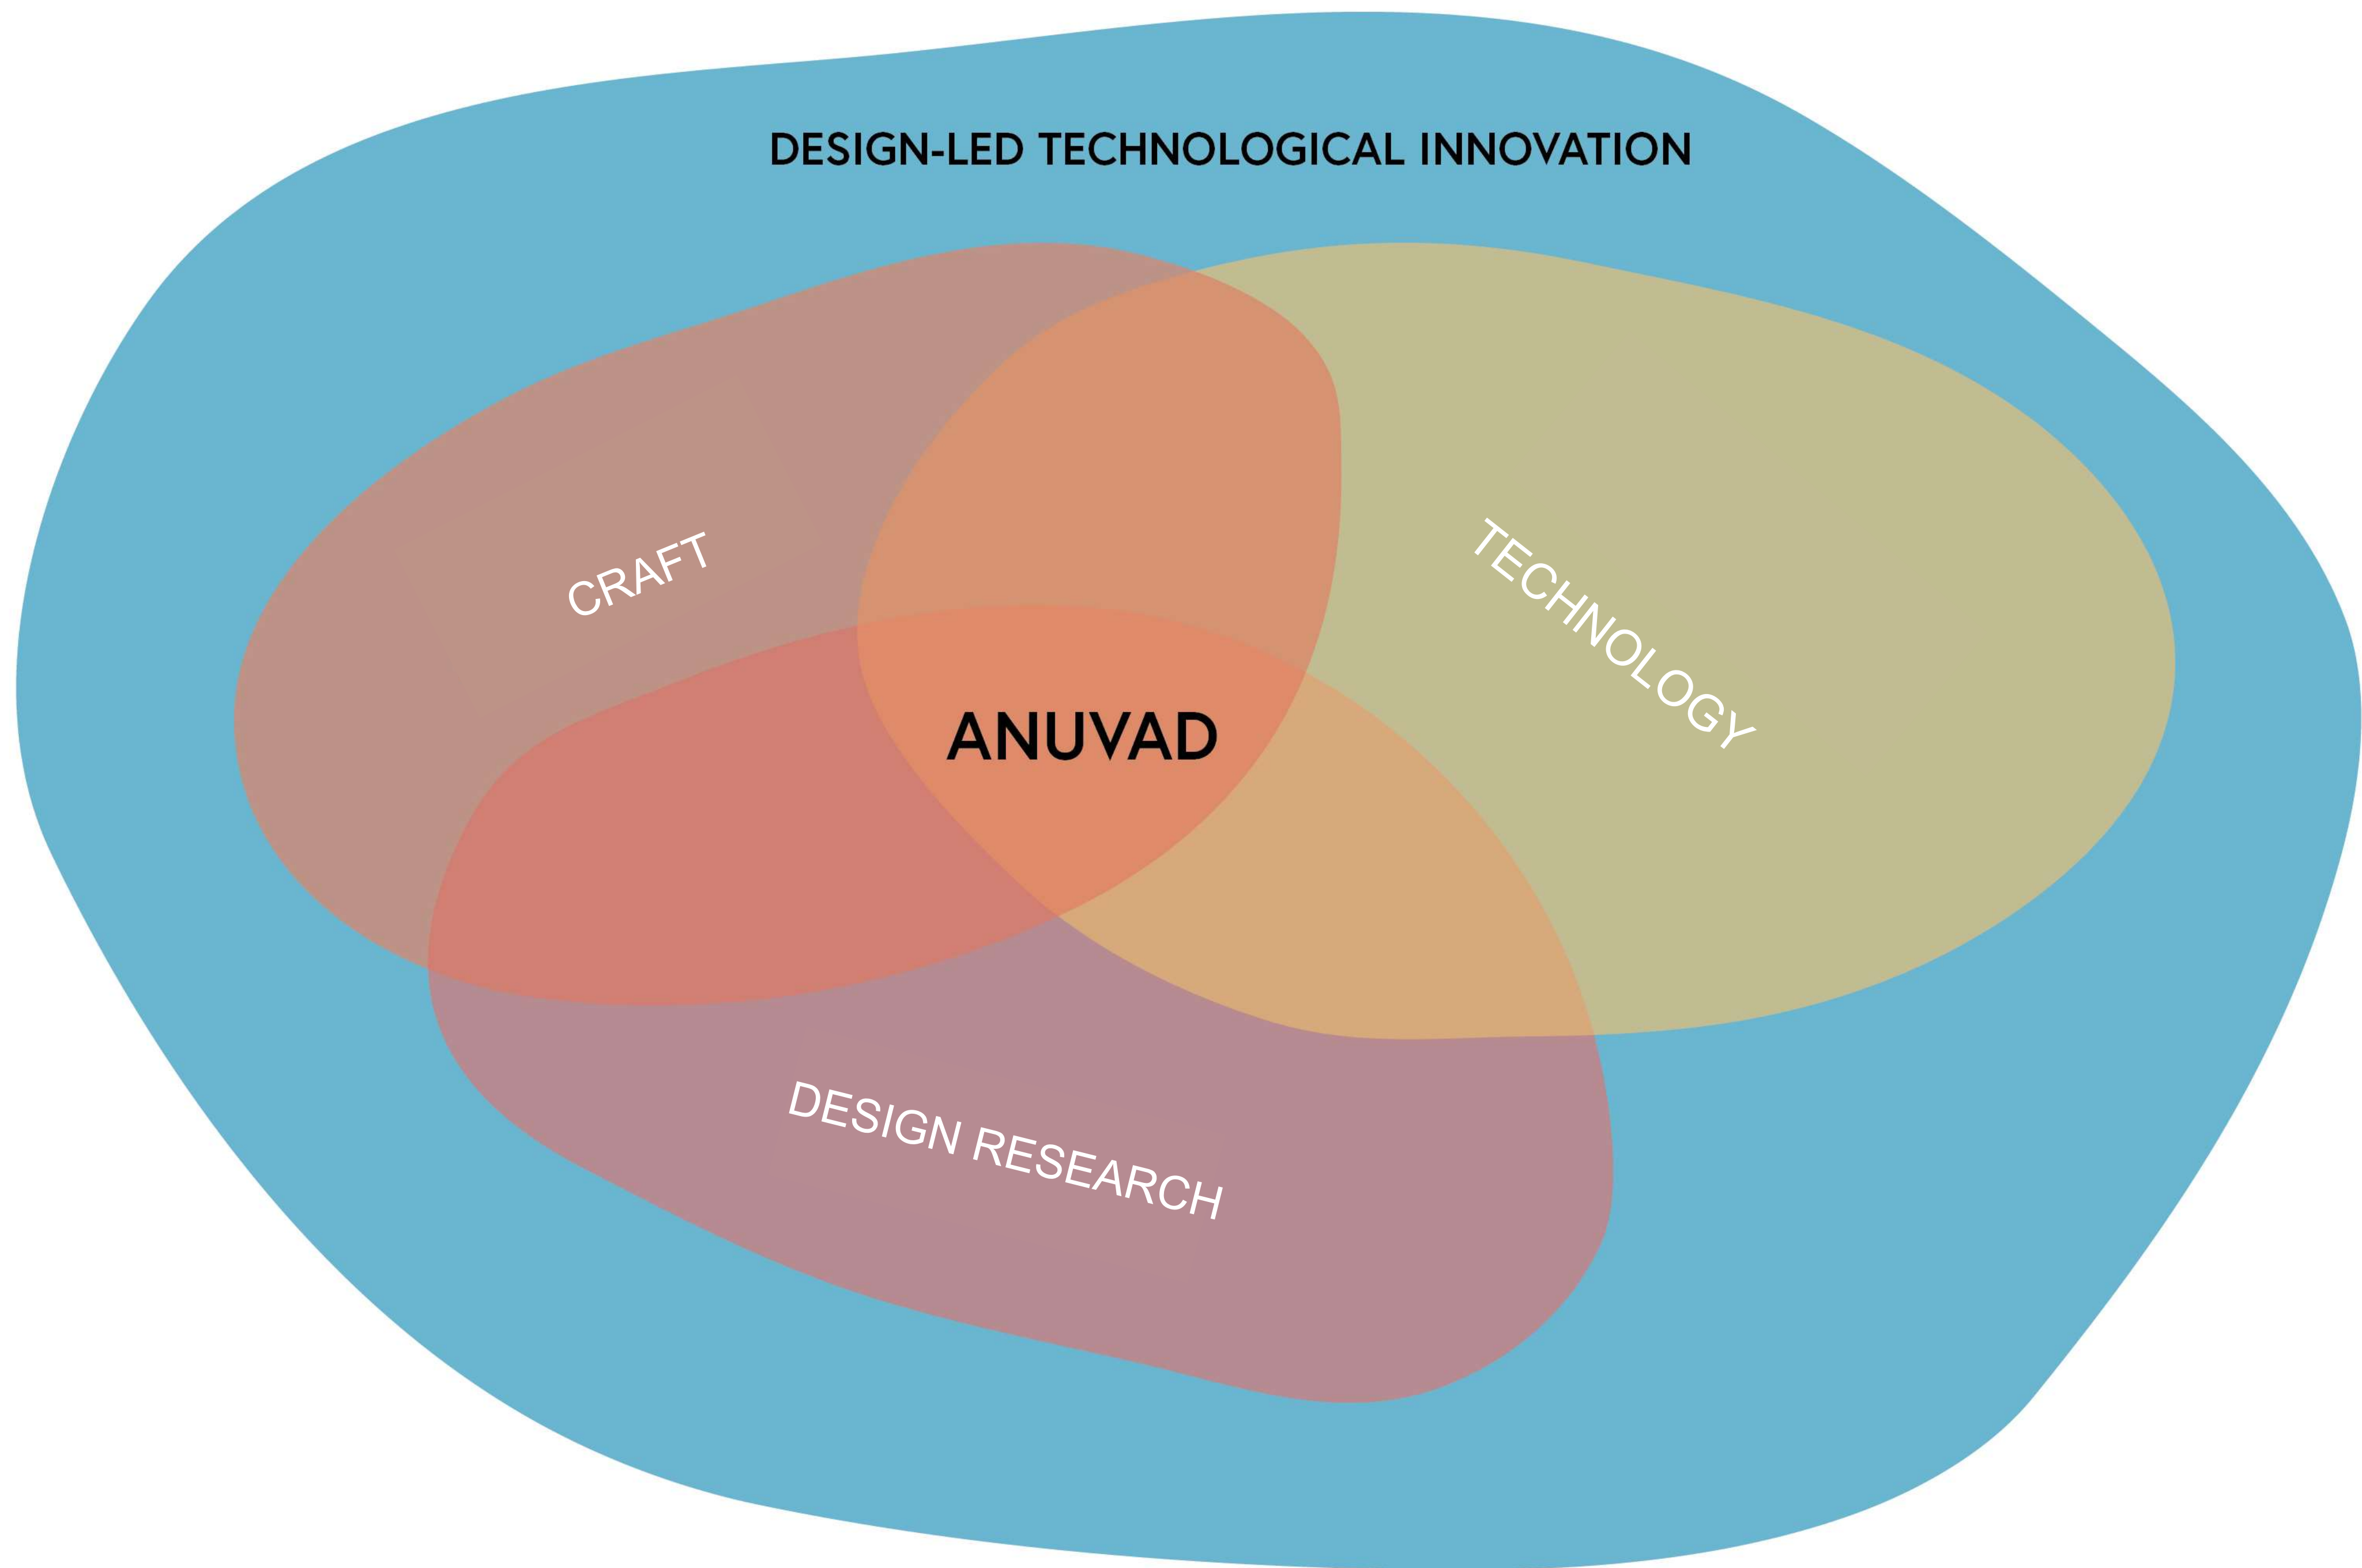 DESIGN-LED TECHNOLOGICAL INNOVATION
CRAFT
TECHNOLOGY
ANUVAD
DESIGN RESEARCH